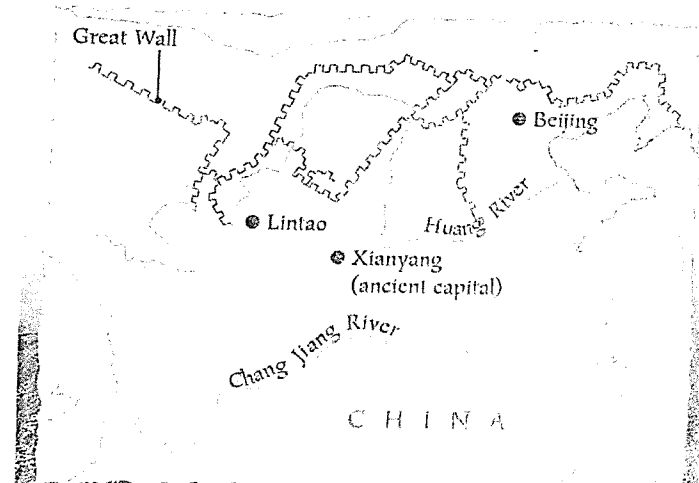 Great Wall
Beijing
Huang River
Lintao
Xianyang
(ancient capital)
Chang Jiang River
CHINA